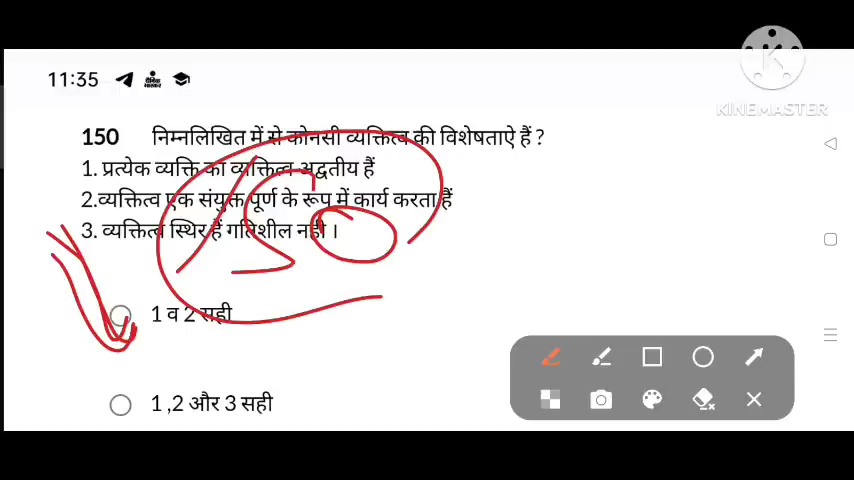 11:35
KINEMASTER
150 निम्नलिखित में से कोनसी व्यक्तित्व की विशेषताऐ हैं ?
1. प्रत्येक व्यक्ति का व्यक्तित्व अद्वतीय हैं
2.व्यक्तित्व एक संयुक्त पूर्ण के रूप में कार्य करता हैं
3. व्यक्तित्व स्थिर हैं गतिशील नही ।
150
1 व 2 सही
1 ,2 और 3 सही